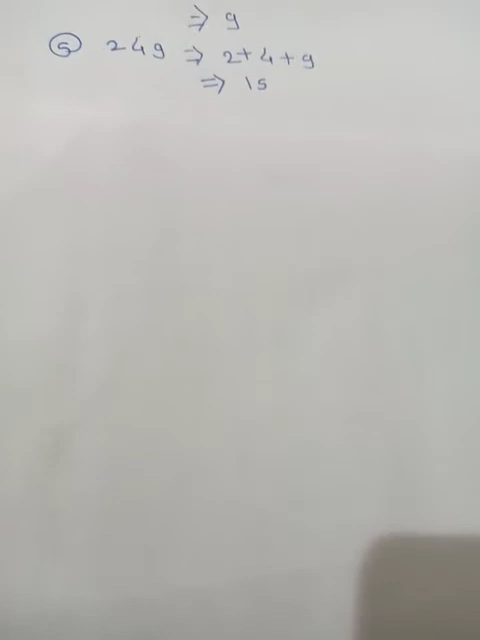 ⇒ 9
⑤ 249 ⇒ 2+4+9
⇒ 15